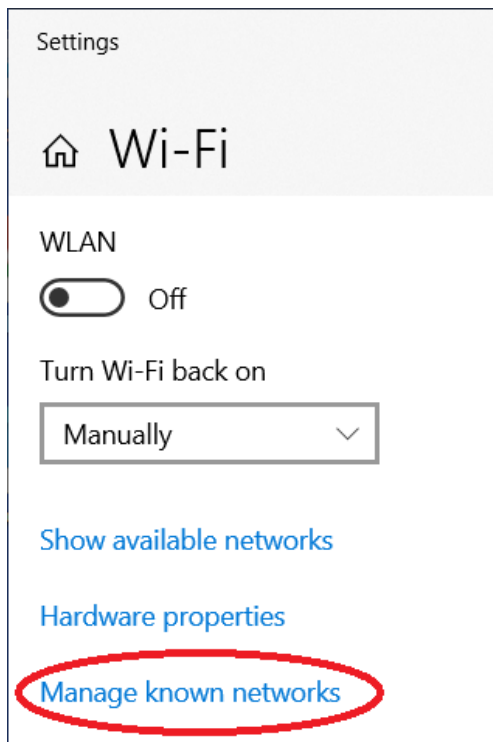 Settings
Wi-Fi
WLAN
Off
Turn Wi-Fi back on
Manually
Show available networks
Hardware properties
Manage known networks